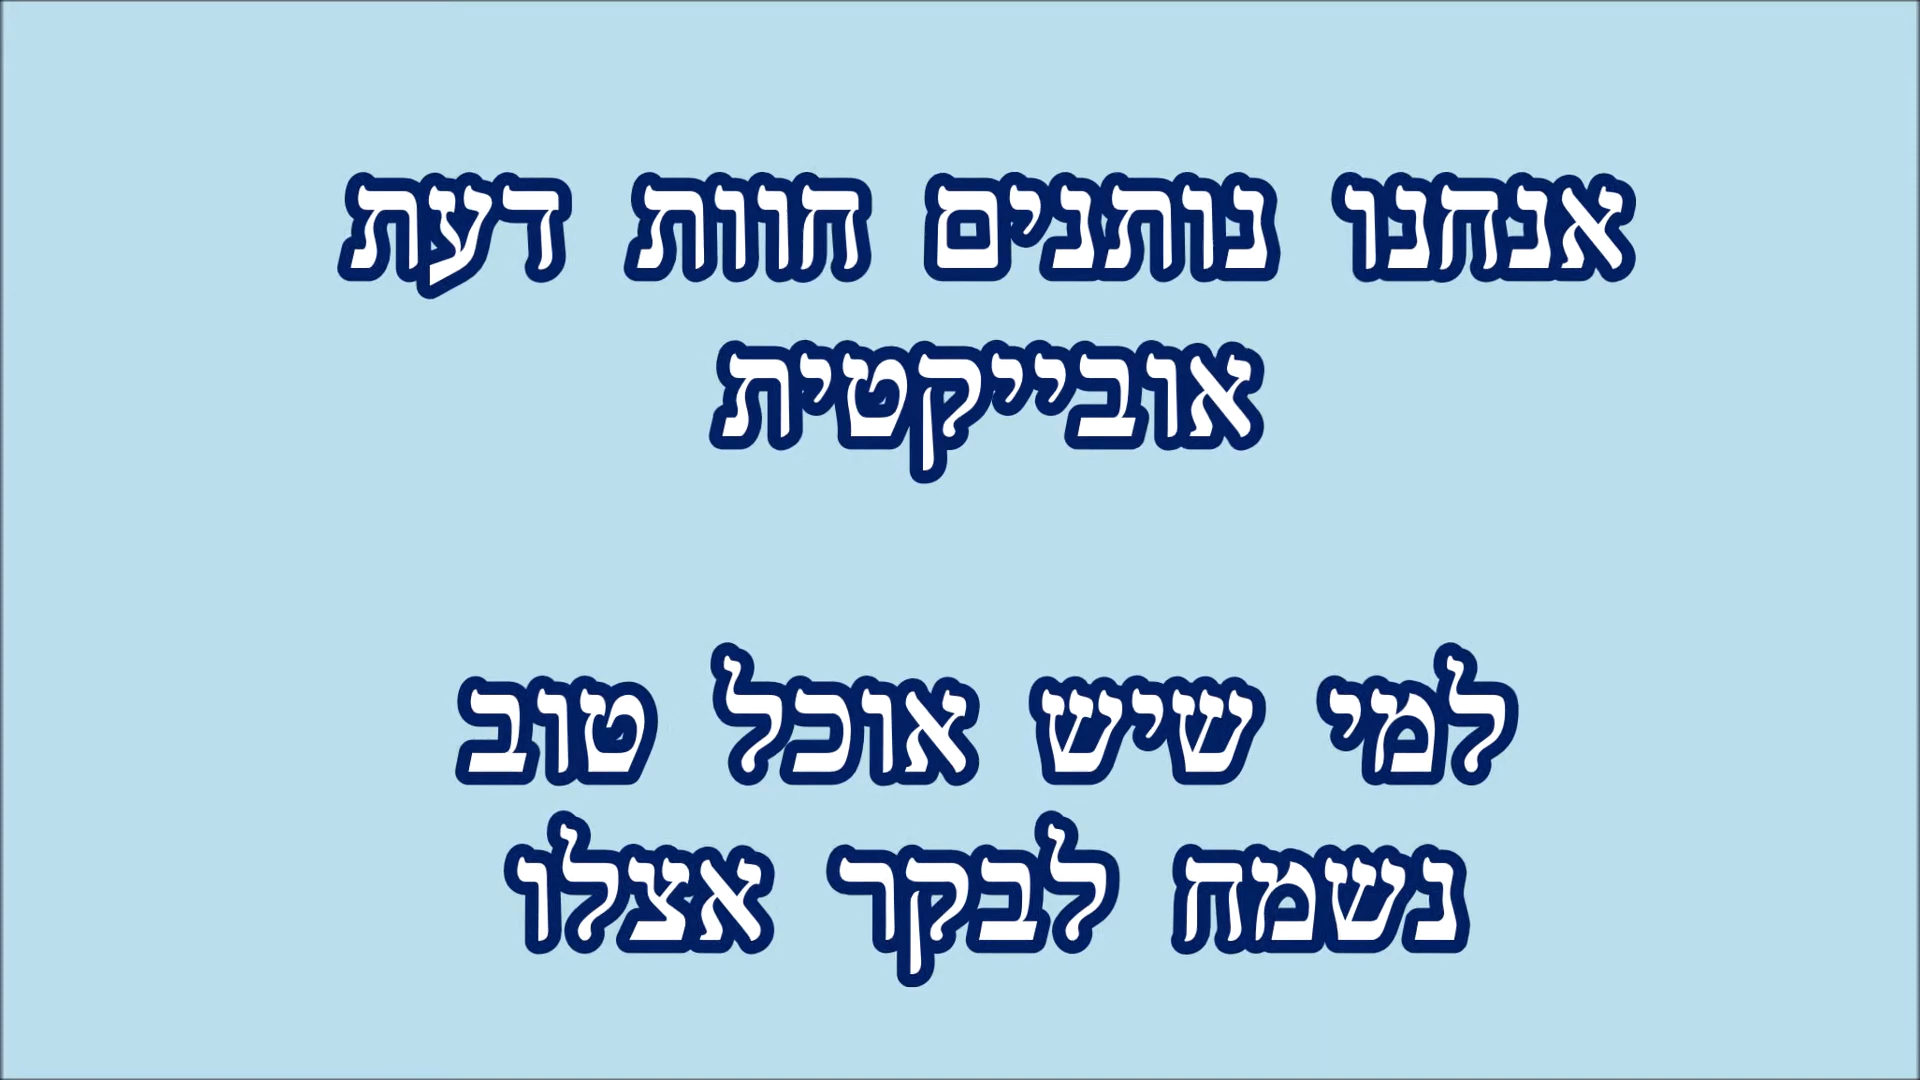 אנחנו נותנים חוות דעת
אובייקטית
למי שיש אוכל טוב
נשמח לבקר אצלו